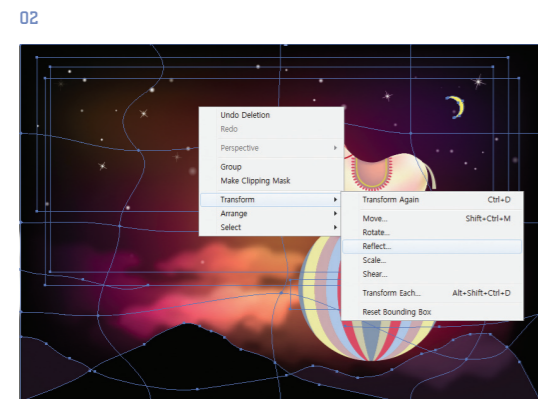 02
Undo Deletion
Redo
Perspective
Group
Make Clipping Mask
Transform
Arrange
Select
Transform Again Ctrl+D
Move... Shift+Ctrl+M
Rotate...
Reflect...
Scale...
Shear...
Transform Each... Alt+Shift+Ctrl+D
Reset Bounding Box